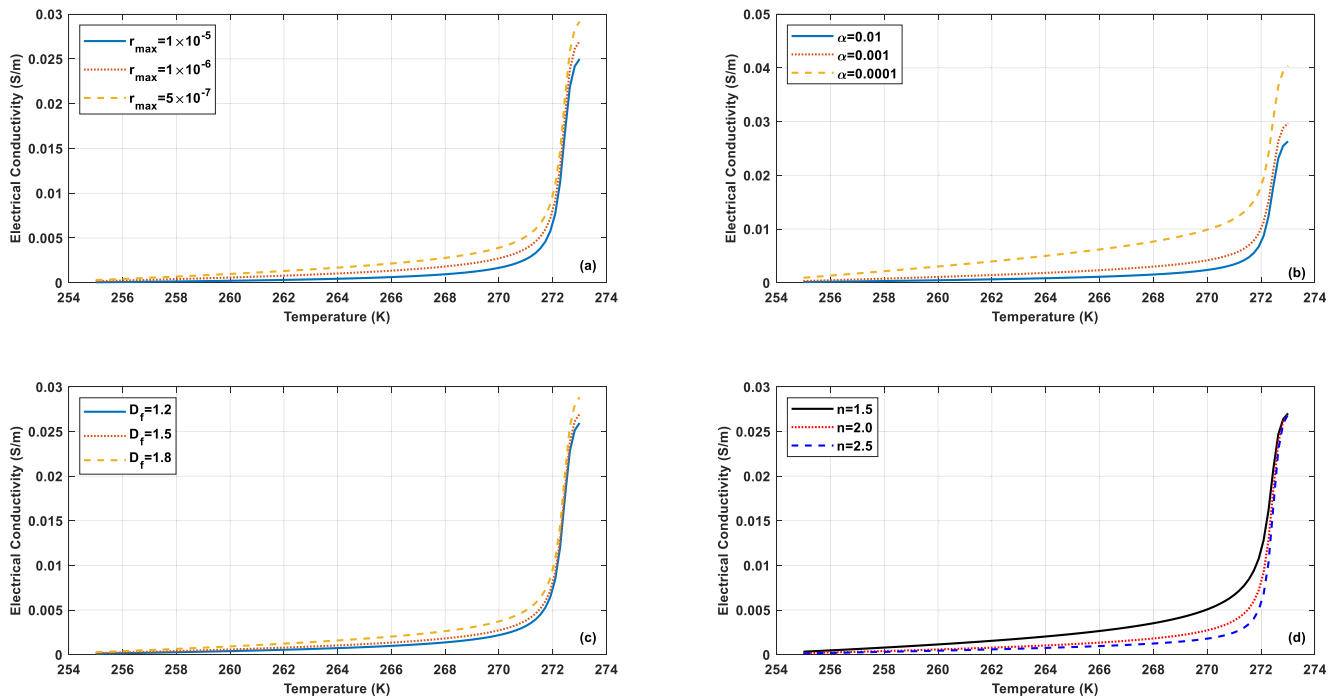 0.03
0.025
0.02
0.015
0.01
0.005
0
Electrical Conductivity (S/m)
r_max=1×10^-5
r_max=1×10^-6
r_max=5×10^-7
(a)
254 256 258 260 262 264 266 268 270 272 274
Temperature (K)
0.05
0.04
0.03
0.02
0.01
0
Electrical Conductivity (S/m)
α=0.01
α=0.001
α=0.0001
(b)
254 256 258 260 262 264 266 268 270 272 274
Temperature (K)
0.03
0.025
0.02
0.015
0.01
0.005
0
Electrical Conductivity (S/m)
D_f=1.2
D_f=1.5
D_f=1.8
(c)
254 256 258 260 262 264 266 268 270 272 274
Temperature (K)
0.03
0.025
0.02
0.015
0.01
0.005
0
Electrical Conductivity (S/m)
n=1.5
n=2.0
n=2.5
(d)
254 256 258 260 262 264 266 268 270 272 274
Temperature (K)